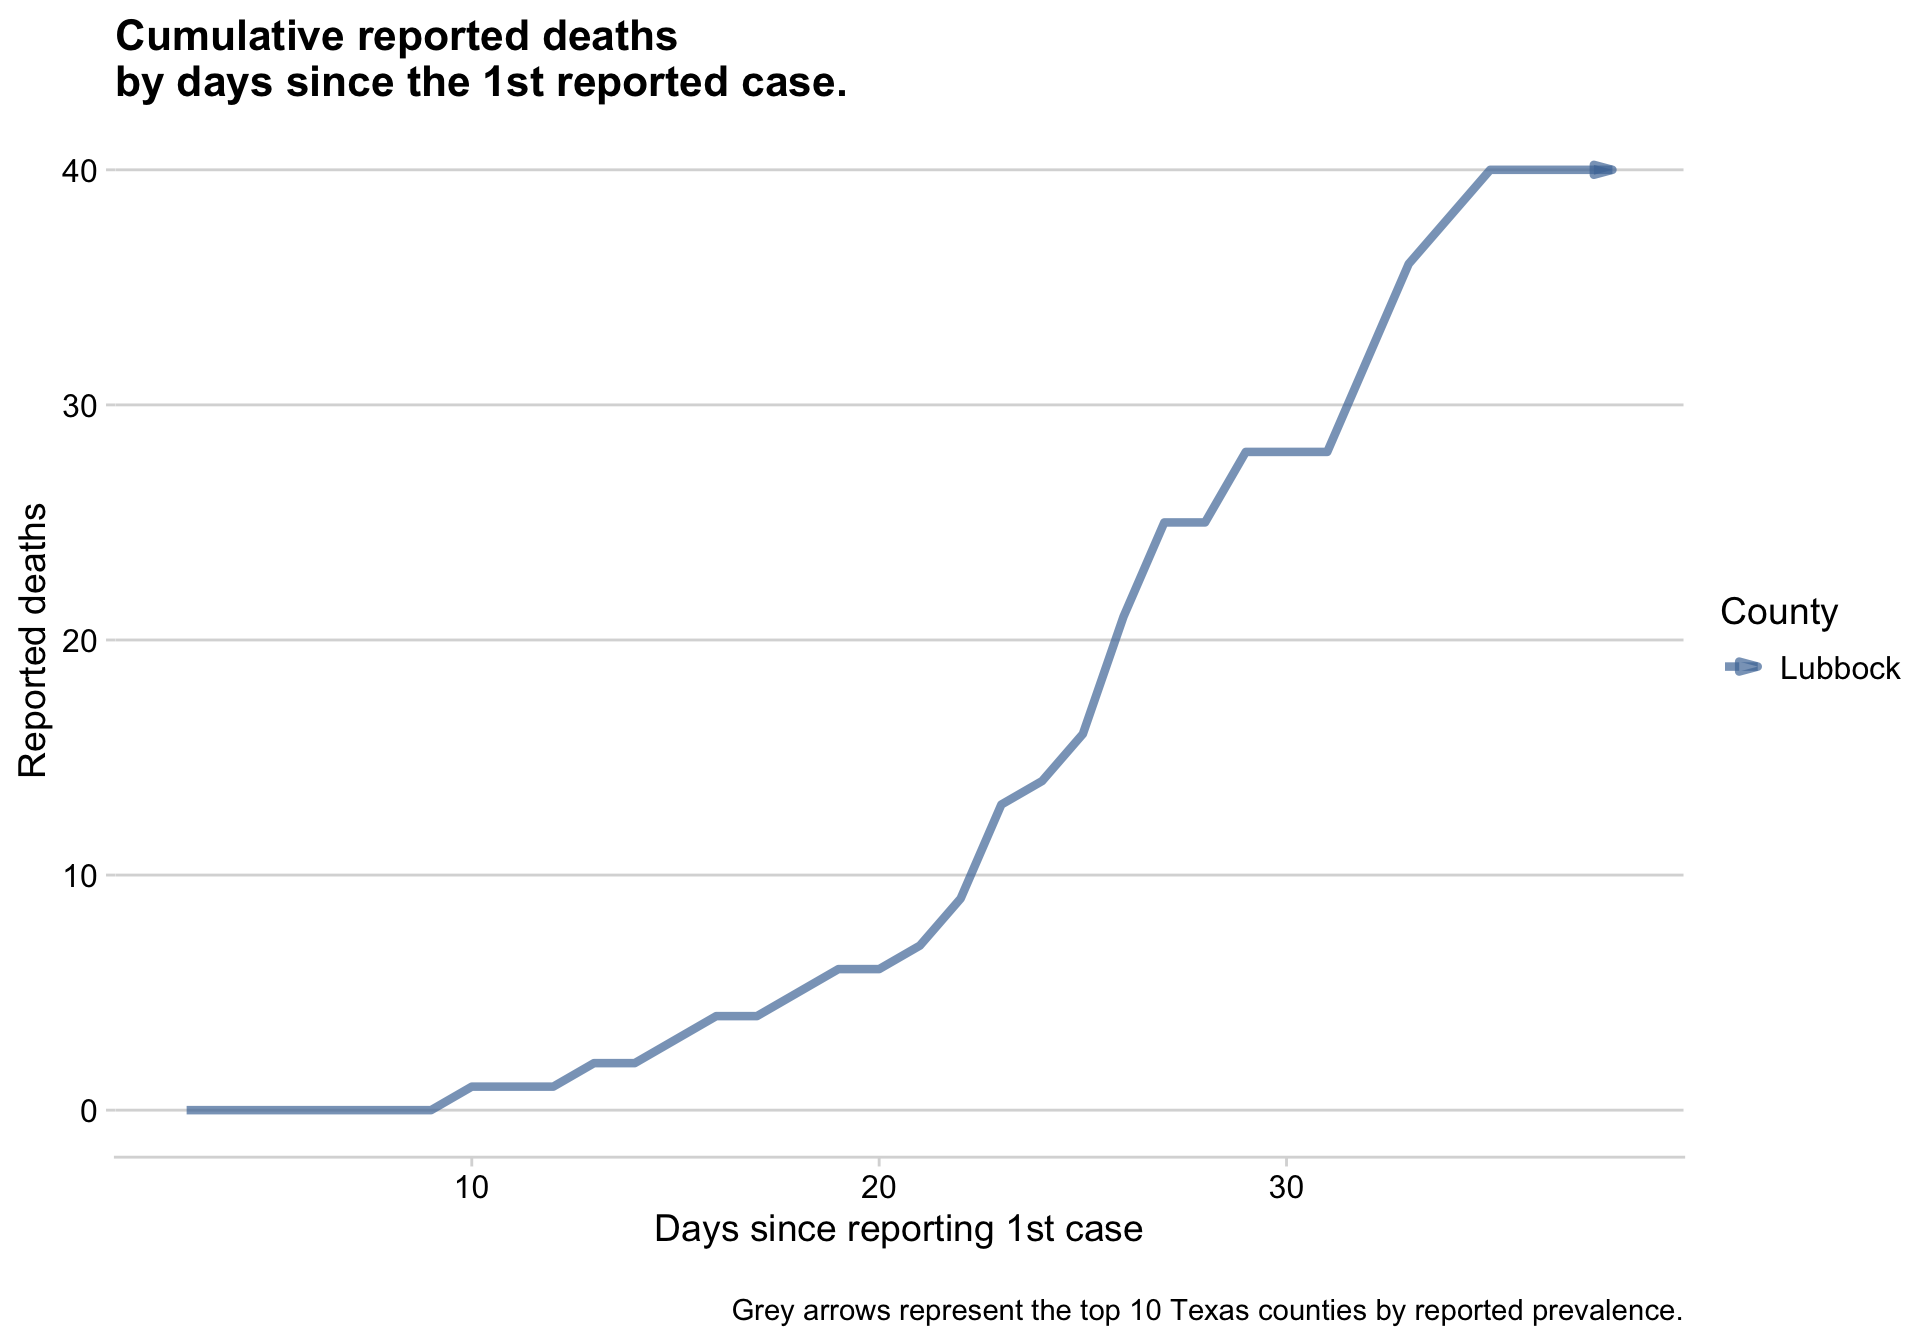 Cumulative reported deaths
by days since the 1st reported case.
40
30
20
10
0
Reported deaths
10
20
30
Days since reporting 1st case
County
Lubbock
Grey arrows represent the top 10 Texas counties by reported prevalence.